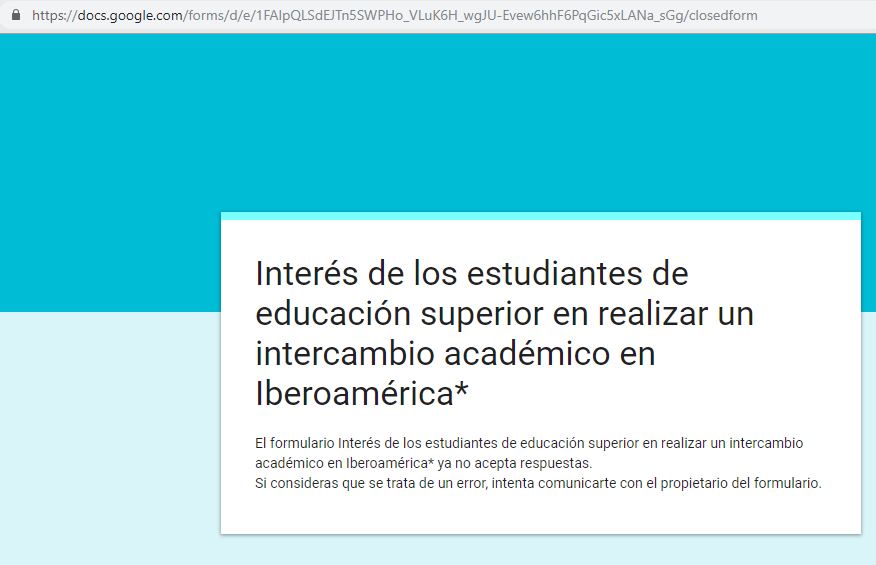 https://docs.google.com/forms/d/e/1FAIpQLSdEJTn5SWPHo_VLuK6H_wgJU-Evew6hhF6PqGic5xLANa_sGg/closedform
Interés de los estudiantes de
educación superior en realizar un
intercambio académico en
Iberoamérica*
El formulario Interés de los estudiantes de educación superior en realizar un intercambio
académico en Iberoamérica* ya no acepta respuestas.
Si consideras que se trata de un error, intenta comunicarte con el propietario del formulario.